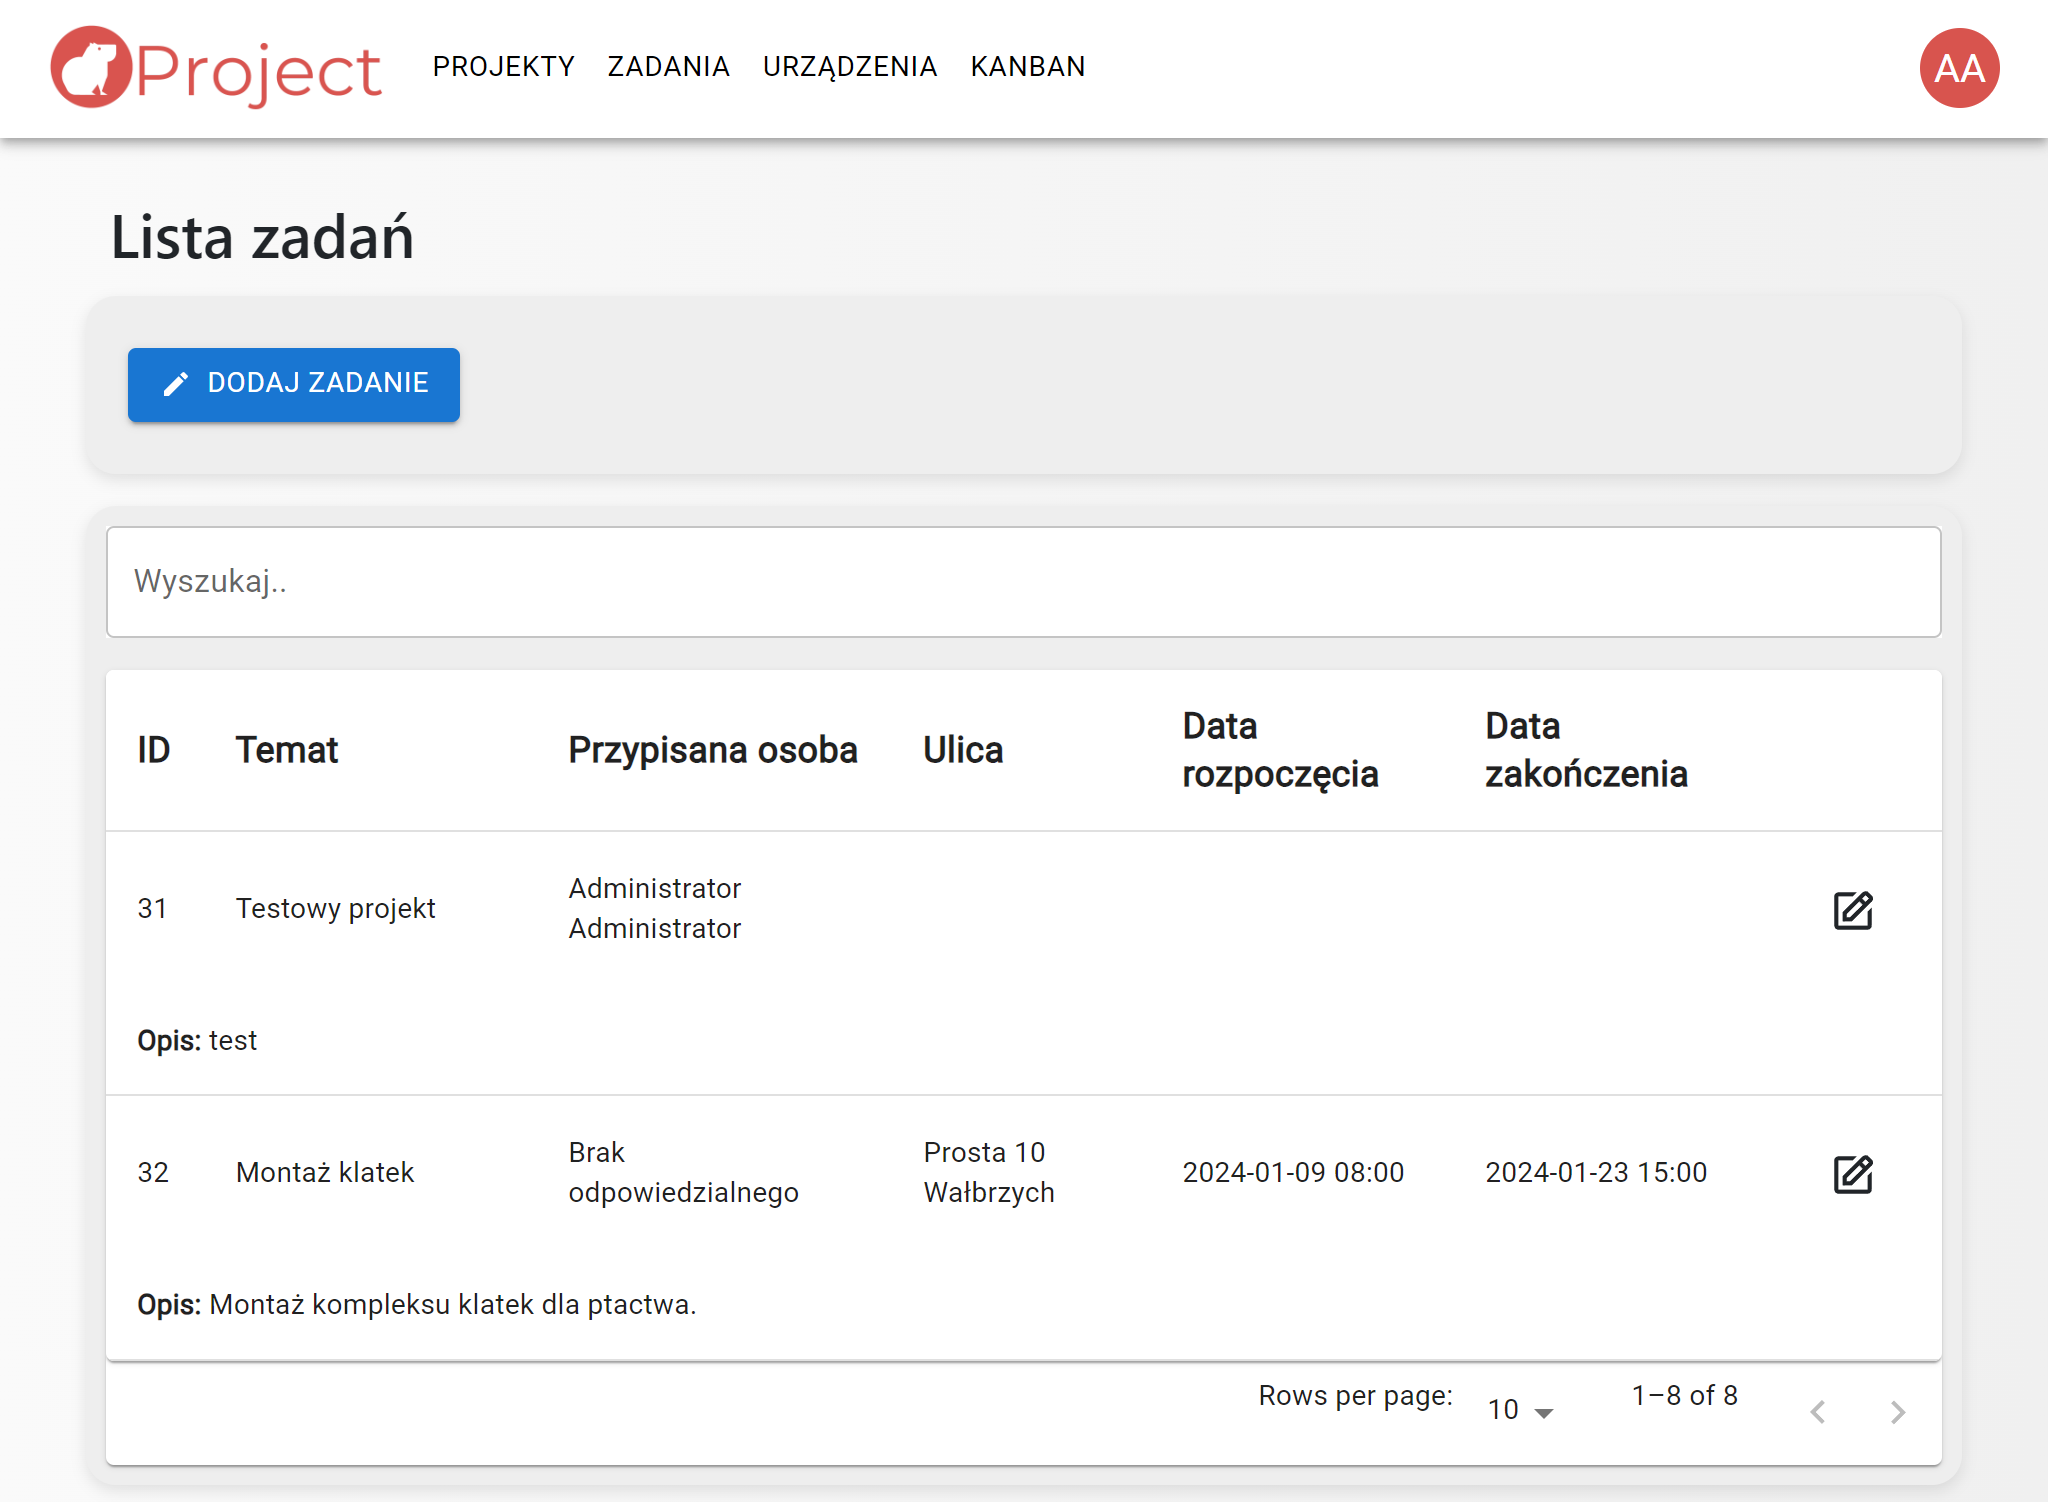 Project PROJEKTY ZADANIA URZĄDZENIA KANBAN AA
Lista zadań
DODAJ ZADANIE
Wyszukaj..
ID Temat Przypisana osoba Ulica Data rozpoczęcia Data zakończenia
31 Testowy projekt Administrator Administrator
Opis: test
32 Montaż klatek Brak odpowiedzialnego Prosta 10 Wałbrzych 2024-01-09 08:00 2024-01-23 15:00
Opis: Montaż kompleksu klatek dla ptactwa.
Rows per page: 10 1–8 of 8